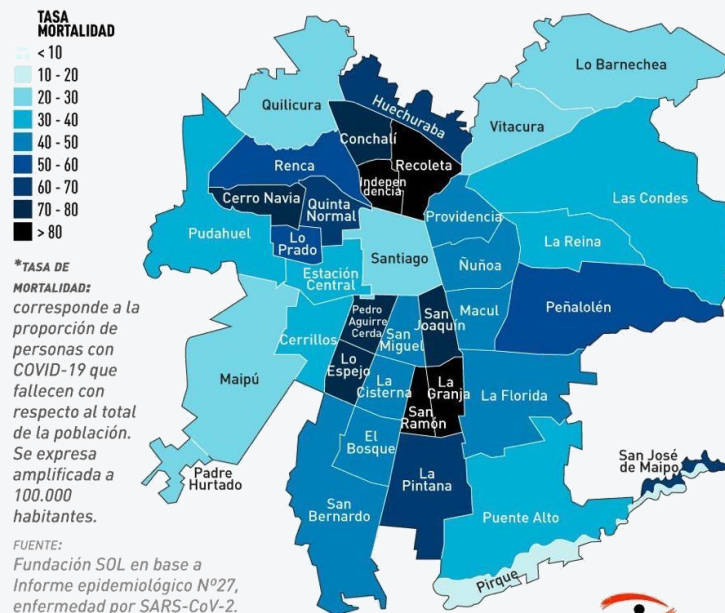 TASA
MORTALIDAD
< 10
10 - 20
20 - 30
30 - 40
40 - 50
50 - 60
60 - 70
70 - 80
> 80
*TASA DE
MORTALIDAD:
corresponde a la
proporción de
personas con
COVID-19 que
fallecen con
respecto al total
de la población.
Se expresa
amplificada a
100.000
habitantes.
FUENTE:
Fundación SOL en base a
Informe epidemiológico Nº27,
enfermedad por SARS-CoV-2.
Lo Barnechea
Quilicura
Huechuraba
Vitacura
Conchalí
Recoleta
Renca
Indepen
dencia
Las Condes
Cerro Navia
Quinta
Normal
Providencia
Pudahuel
Lo
Prado
Santiago
La Reina
Estación
Central
Ñuñoa
Peñalolén
Pedro
Aguirre
Cerda
San
Joaquín
Macul
Cerrillos
San
Miguel
Maipú
Lo
Espejo
La
Cisterna
La
Granja
La Florida
San
Ramón
El
Bosque
Padre
Hurtado
La
Pintana
San José
de Maipo
San
Bernardo
Puente Alto
Pirque